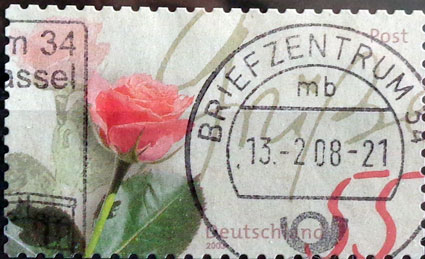 m 34
assel
Post
BRIEFZENTRUM 34
mb
13.-2.08-21
Deutschland
55